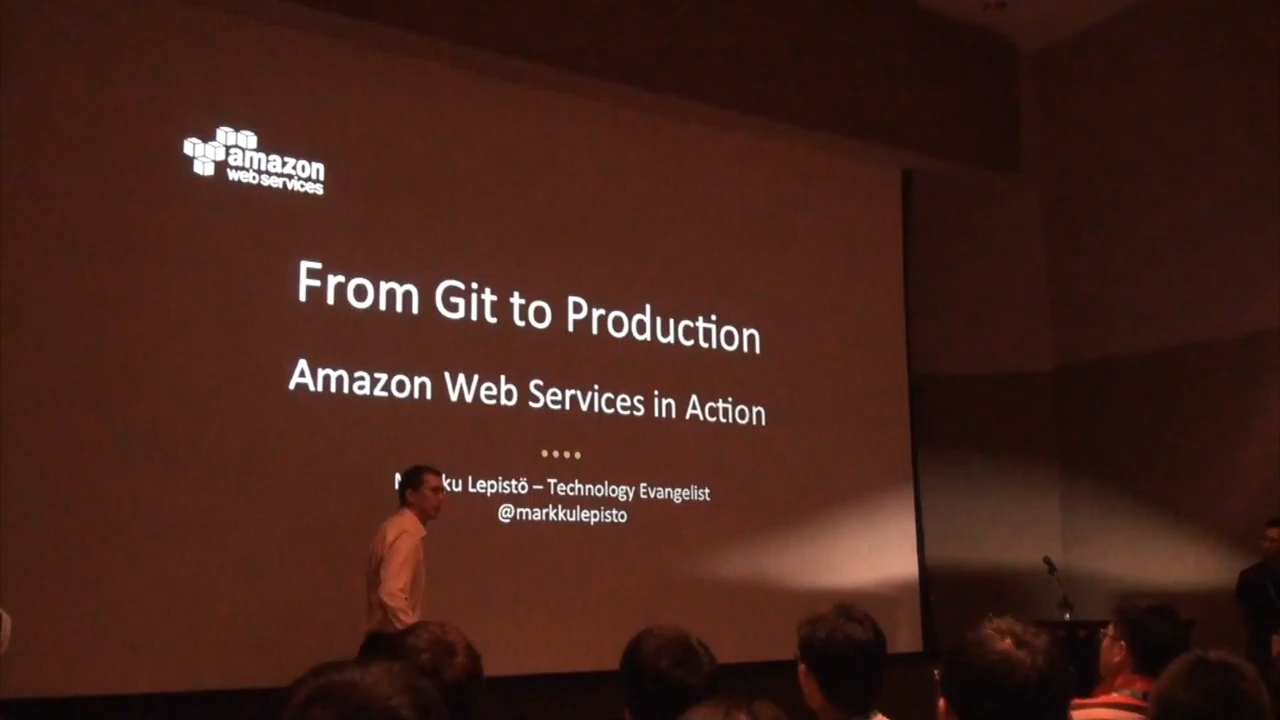 amazon
web services
From Git to Production
Amazon Web Services in Action
Lepistö – Technology Evangelist
@markkulepisto